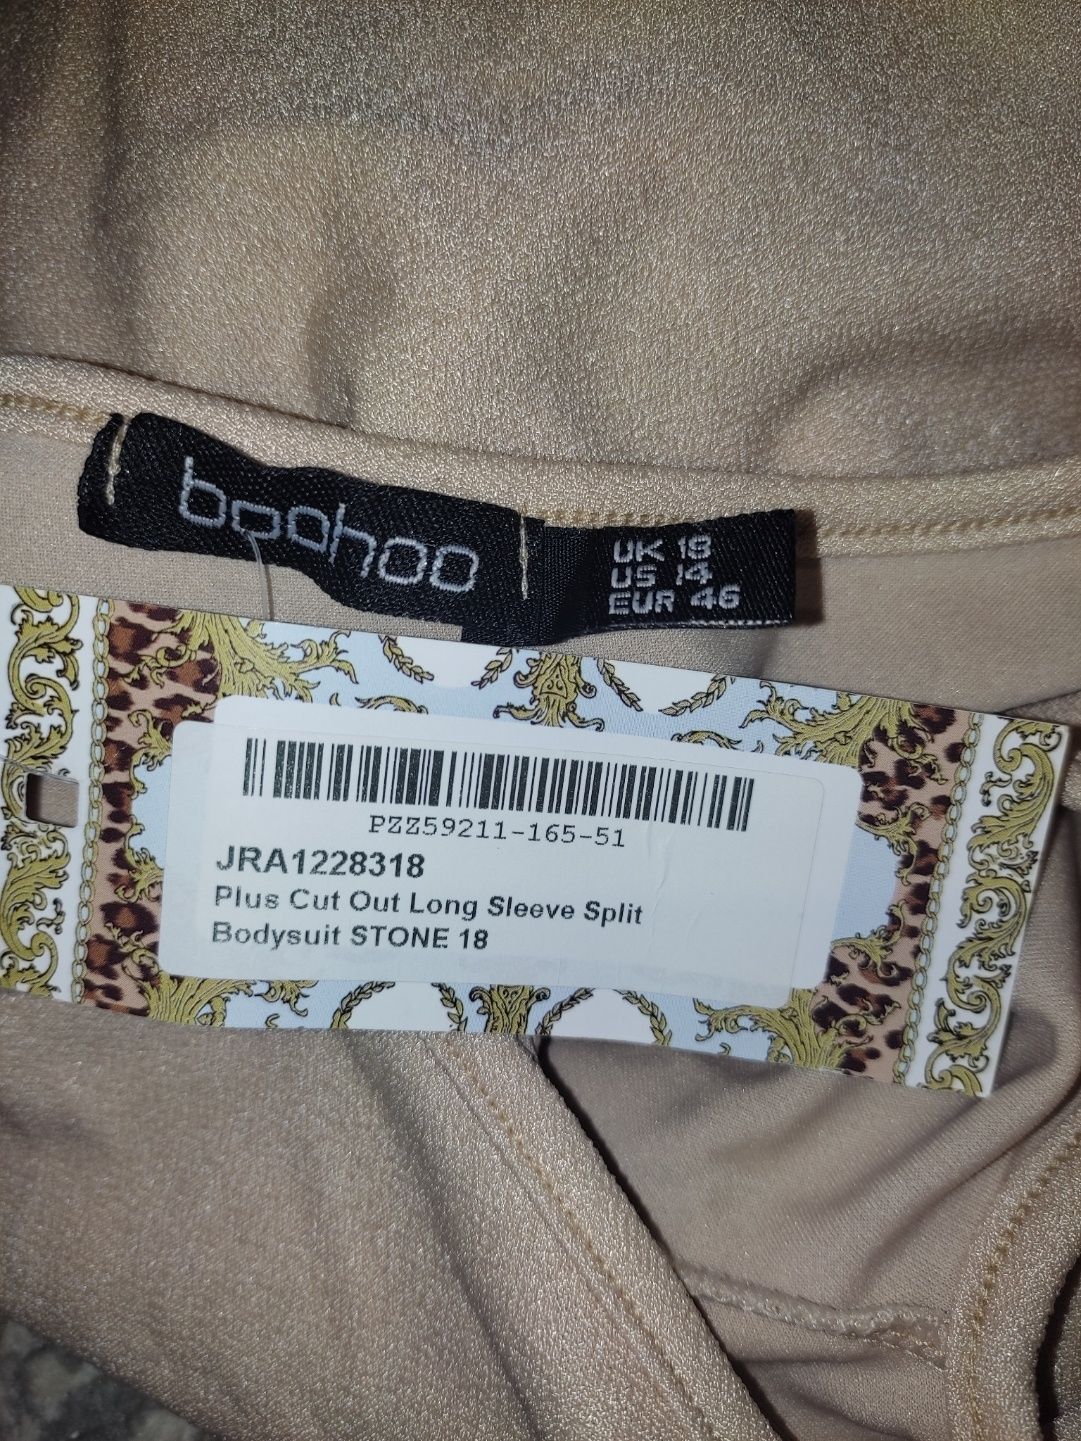 boohoo
UK 18
US 14
EUR 46
PZZ59211-165-51
JRA1228318
Plus Cut Out Long Sleeve Split
Bodysuit STONE 18